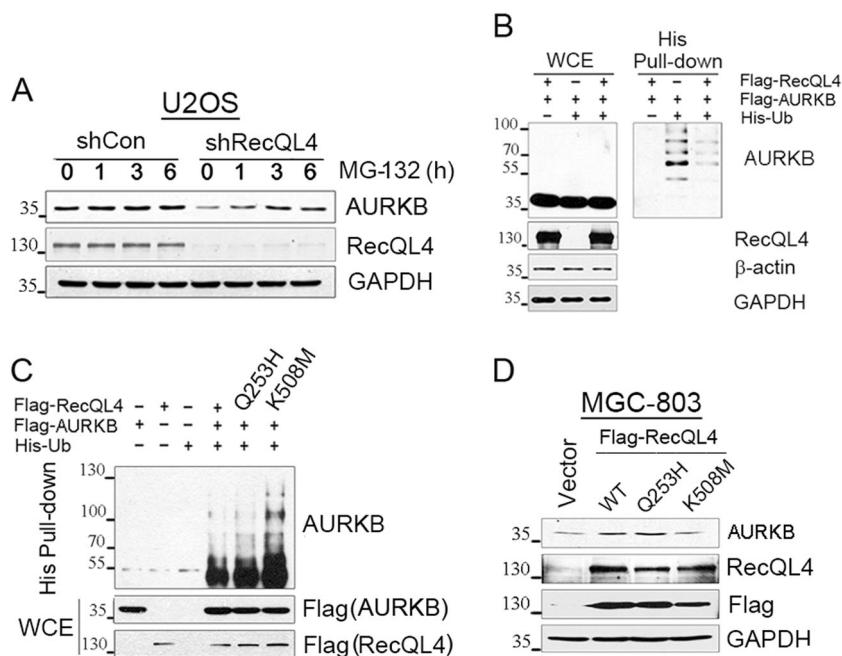 A
U2OS
shCon shRecQL4
0 1 3 6 0 1 3 6 MG-132 (h)
35 AURKB
130 RecQL4
35 GAPDH
B
WCE His Pull-down
+ − + + − + Flag-RecQL4
+ + + + + + Flag-AURKB
− + + − + + His-Ub
100
70
55
35
AURKB
130 RecQL4
35 β-actin
35 GAPDH
C
Flag-RecQL4 − + − + Q253H K508M
Flag-AURKB + − − + + +
His-Ub − − + + + +
His Pull-down
130
100
70
55
AURKB
WCE
35 Flag(AURKB)
130 Flag(RecQL4)
D
MGC-803
Flag-RecQL4
Vector WT Q253H K508M
35 AURKB
130 RecQL4
130 Flag
35 GAPDH